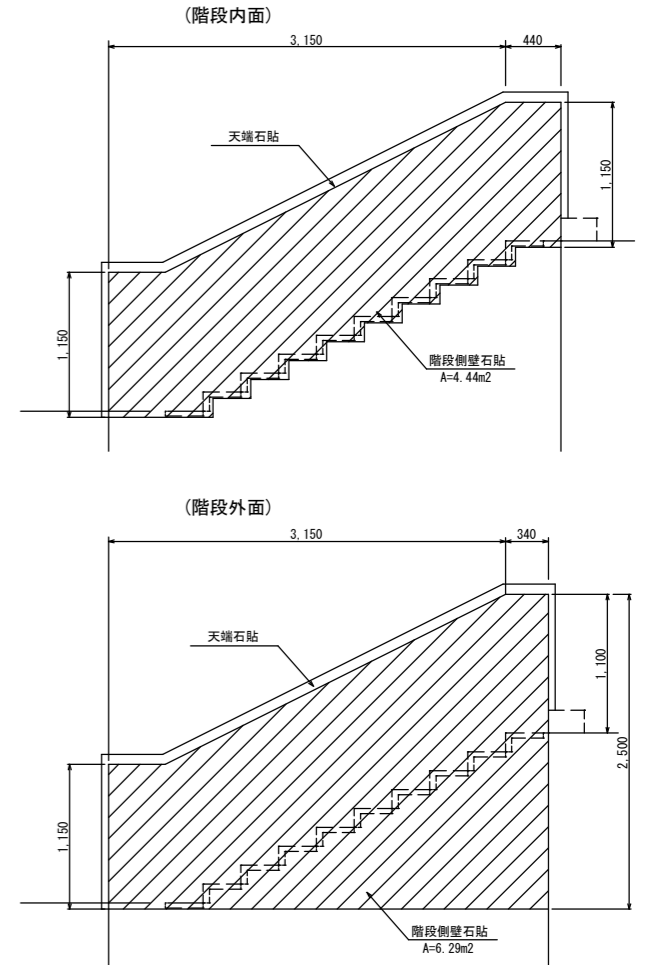 (階段内面)
3,150
440
天端石貼
1,150
1,150
階段側壁石貼
A=4.44m2
(階段外面)
3,150
340
天端石貼
1,100
2,500
1,150
階段側壁石貼
A=6.29m2